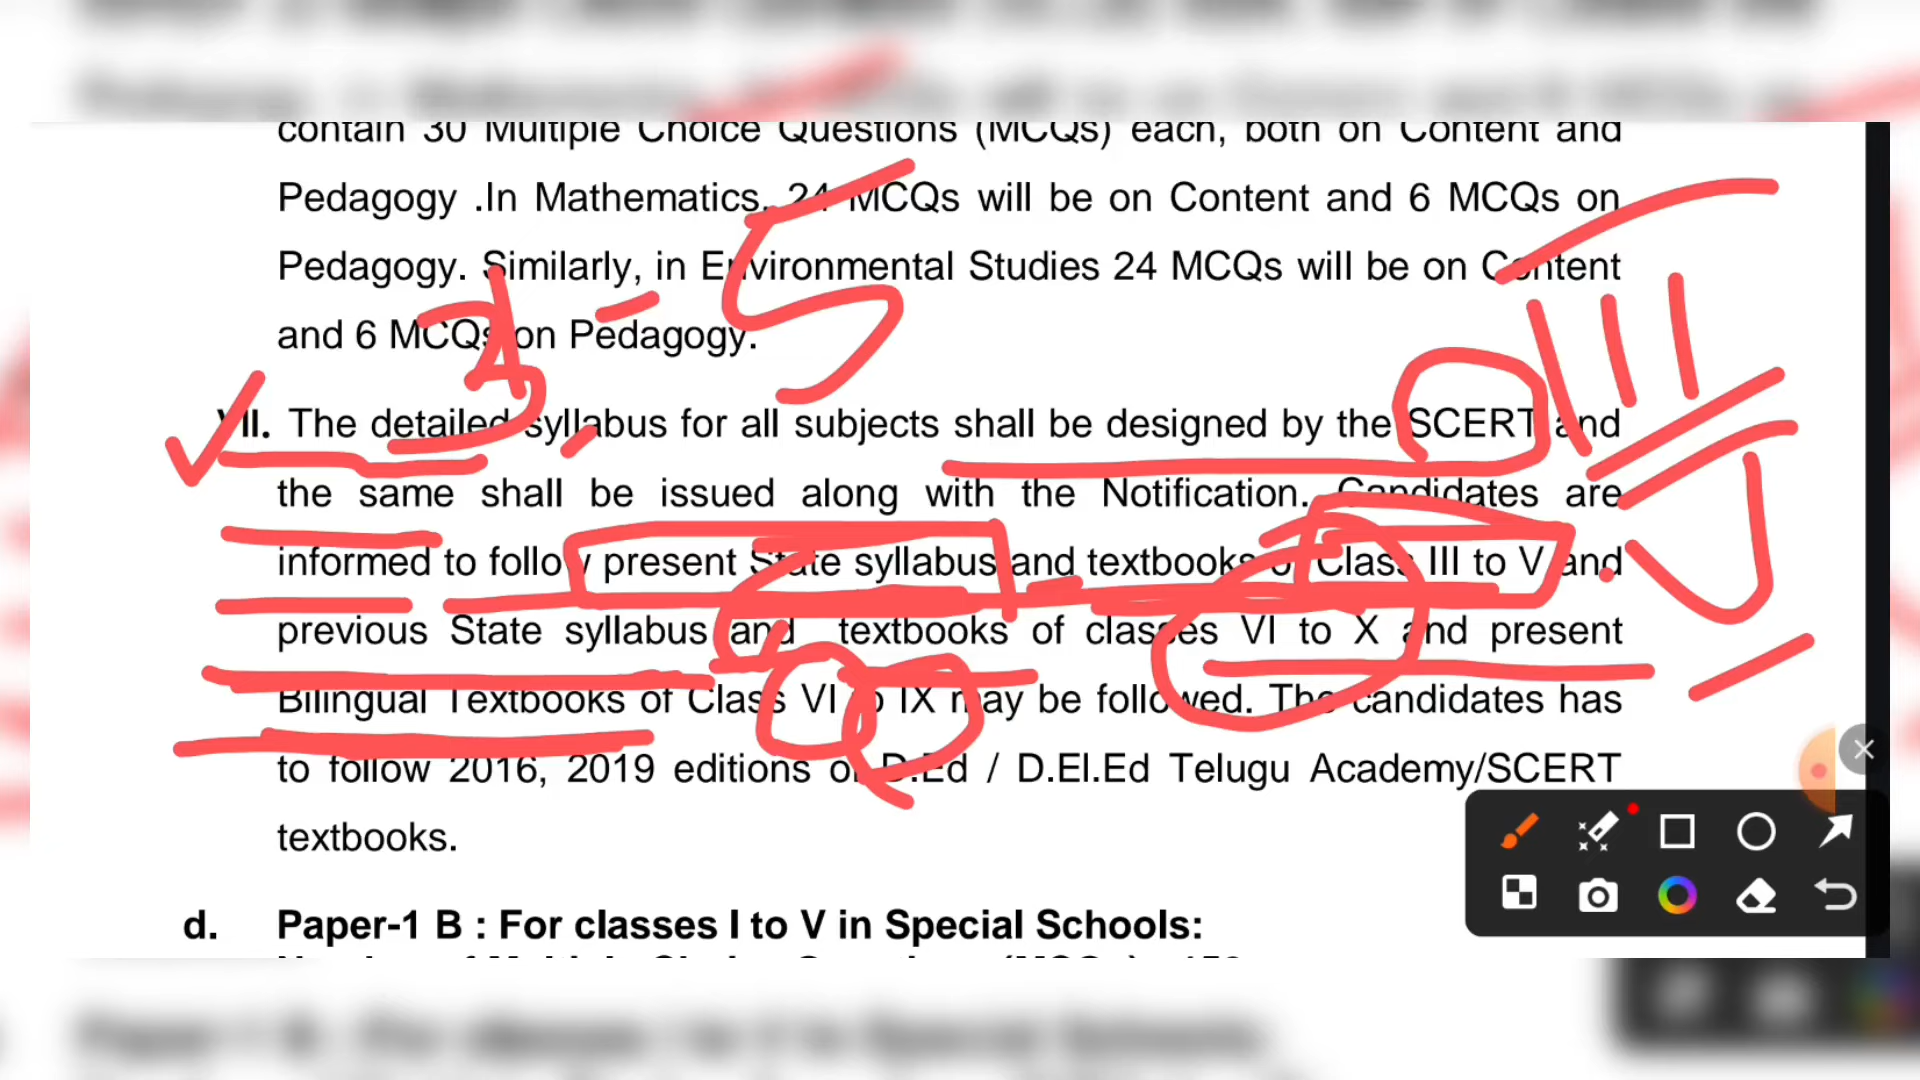 contain 30 Multiple Choice Questions (MCQs) each, both on Content and
Pedagogy .In Mathematics, 24 MCQs will be on Content and 6 MCQs on
Pedagogy. Similarly, in Environmental Studies 24 MCQs will be on Content
and 6 MCQs on Pedagogy.
3 - 5
III
VII. The detailed syllabus for all subjects shall be designed by the SCERT and
the same shall be issued along with the Notification. Candidates are
informed to follow present State syllabus and textbooks of Class III to V and
previous State syllabus and textbooks of classes VI to X and present
Bilingual Textbooks of Class VI to IX may be followed. The candidates has
to follow 2016, 2019 editions of D.Ed / D.El.Ed Telugu Academy/SCERT
textbooks.
d. Paper-1 B : For classes I to V in Special Schools: